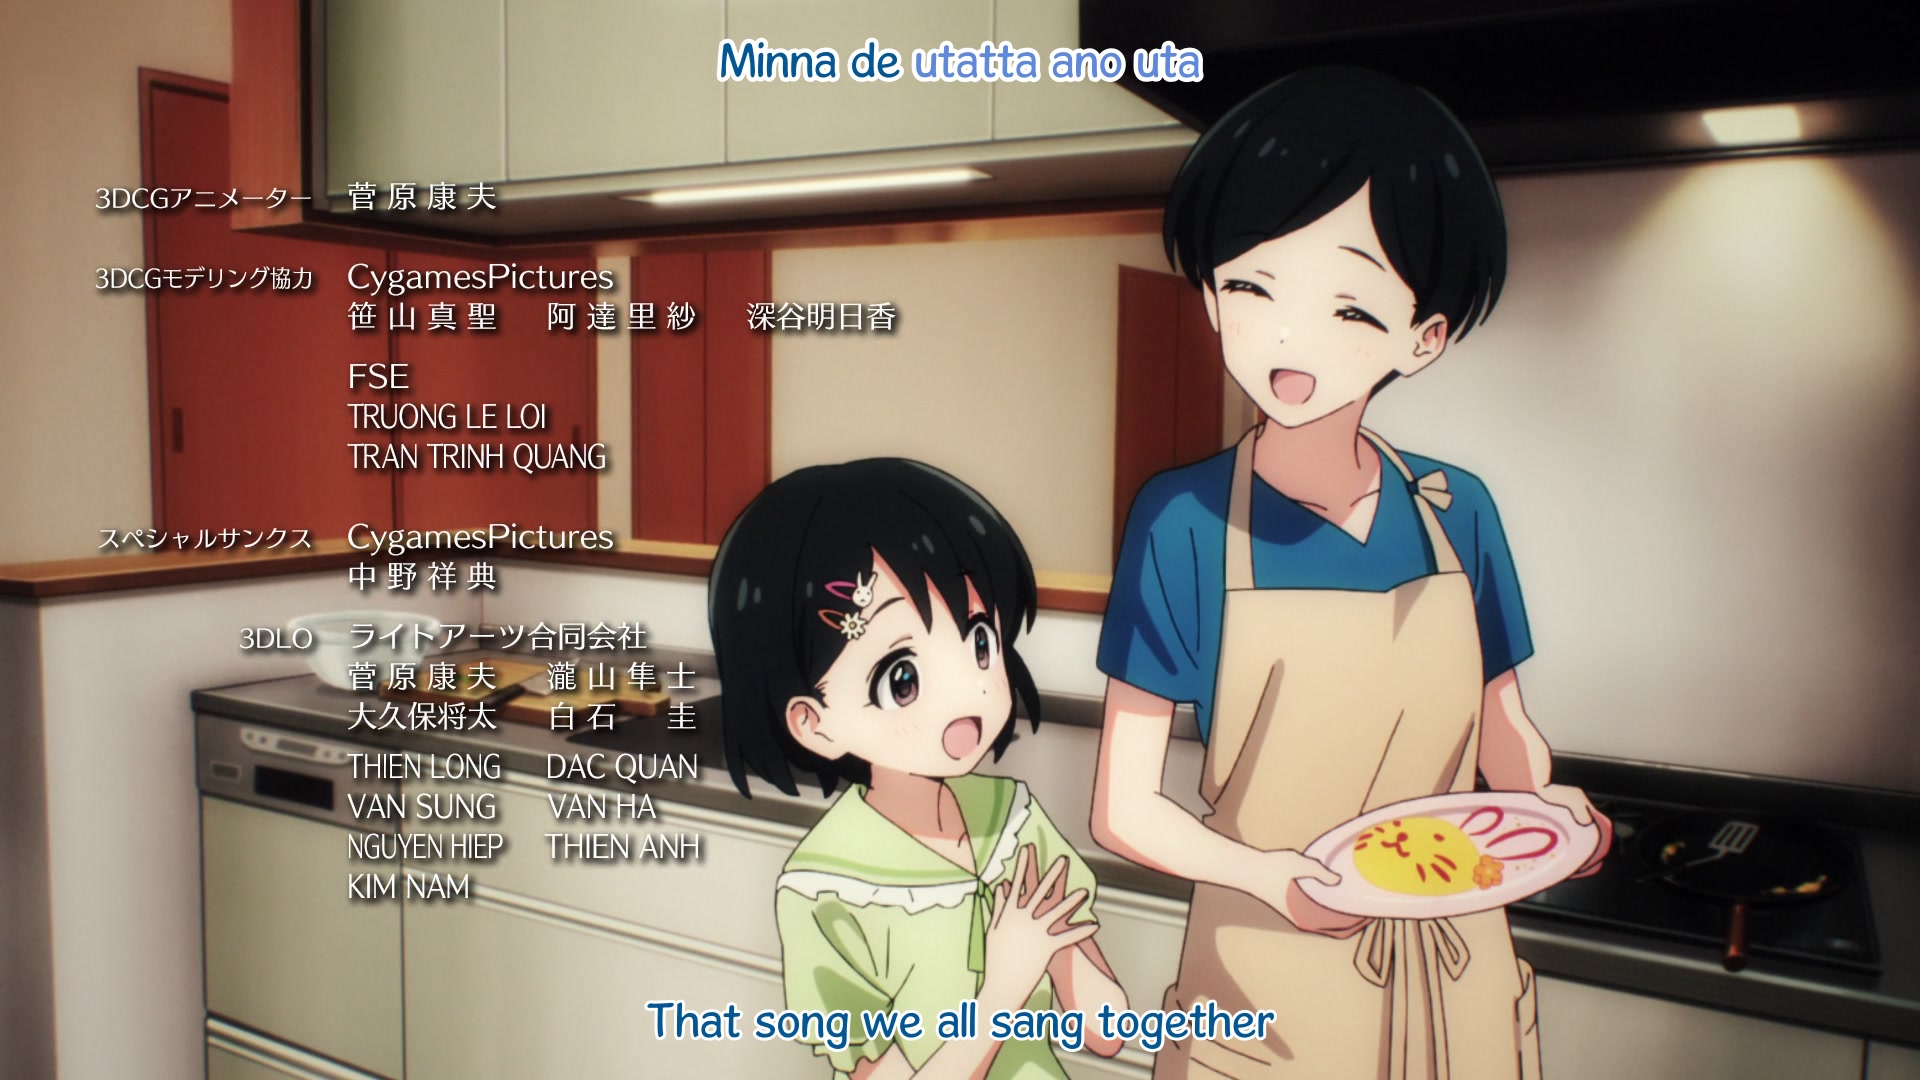 Minna de utatta ano uta
3DCGアニメーター 菅原康夫
3DCGモデリング協力 CygamesPictures
笹山真聖 阿達里紗 深谷明日香
FSE
TRUONG LE LOI
TRAN TRINH QUANG
スペシャルサンクス CygamesPictures
中野祥典
3DLO ライトアーツ合同会社
菅原康夫 瀧山隼士
大久保将太 白石圭
THIEN LONG DAC QUAN
VAN SUNG VAN HA
NGUYEN HIEP THIEN ANH
KIM NAM
That song we all sang together